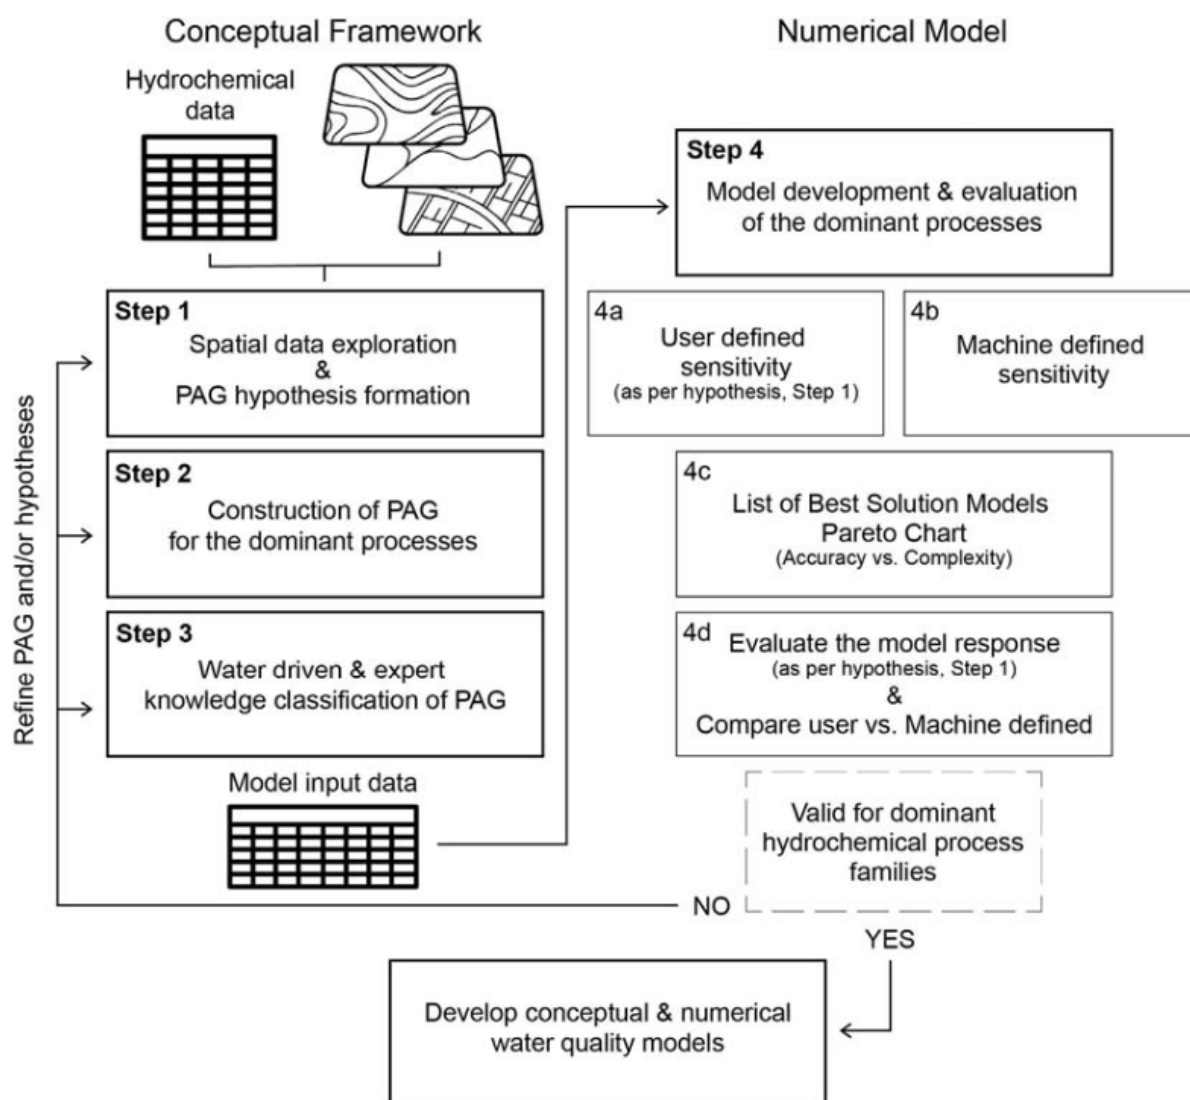 Conceptual Framework
Hydrochemical
data
Step 1
Spatial data exploration
&
PAG hypothesis formation
Step 2
Construction of PAG
for the dominant processes
Step 3
Water driven & expert
knowledge classification of PAG
Model input data
Refine PAG and/or hypotheses
Numerical Model
Step 4
Model development & evaluation
of the dominant processes
4a
User defined
sensitivity
(as per hypothesis, Step 1)
4b
Machine defined
sensitivity
4c
List of Best Solution Models
Pareto Chart
(Accuracy vs. Complexity)
4d
Evaluate the model response
(as per hypothesis, Step 1)
&
Compare user vs. Machine defined
Valid for dominant
hydrochemical process
families
NO
YES
Develop conceptual & numerical
water quality models